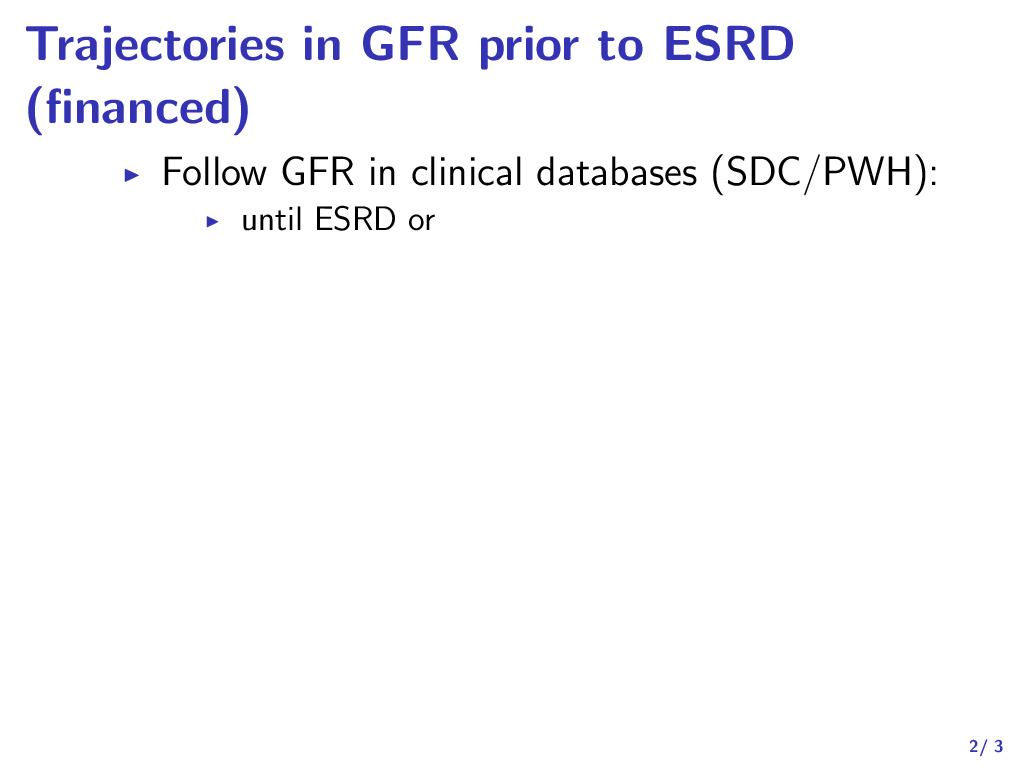 Trajectories in GFR prior to ESRD
(financed)
▶ Follow GFR in clinical databases (SDC/PWH):
▶ until ESRD or
2/ 3